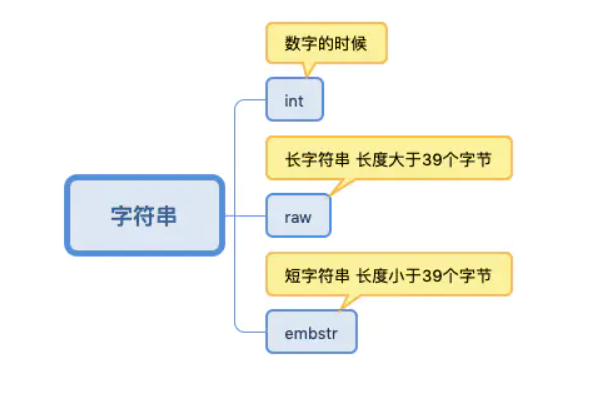 数字的时候
int
长字符串 长度大于39个字节
字符串
raw
短字符串 长度小于39个字节
embstr